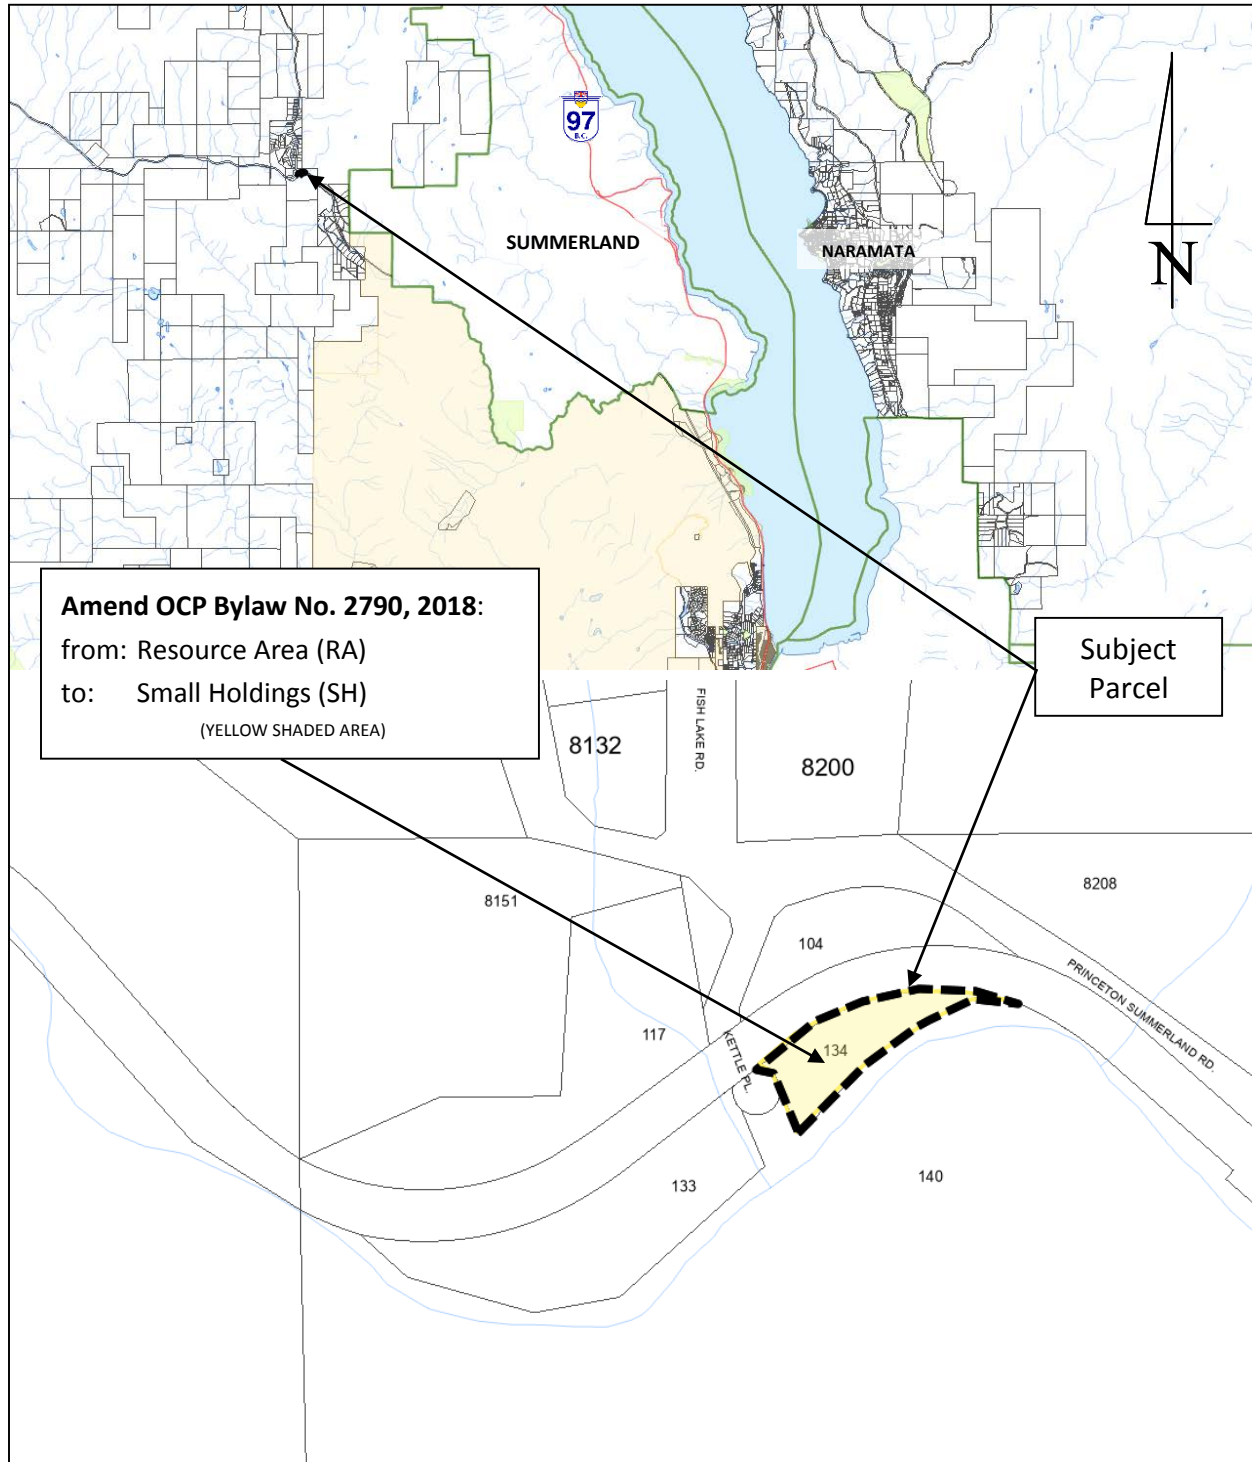 97
B.C.
SUMMERLAND
NARAMATA
N
Amend OCP Bylaw No. 2790, 2018:
from: Resource Area (RA)
to: Small Holdings (SH)
(YELLOW SHADED AREA)
Subject
Parcel
8132
FISH LAKE RD.
8200
8151
8208
104
PRINCETON SUMMERLAND RD.
117
KETTLE PL.
134
133
140